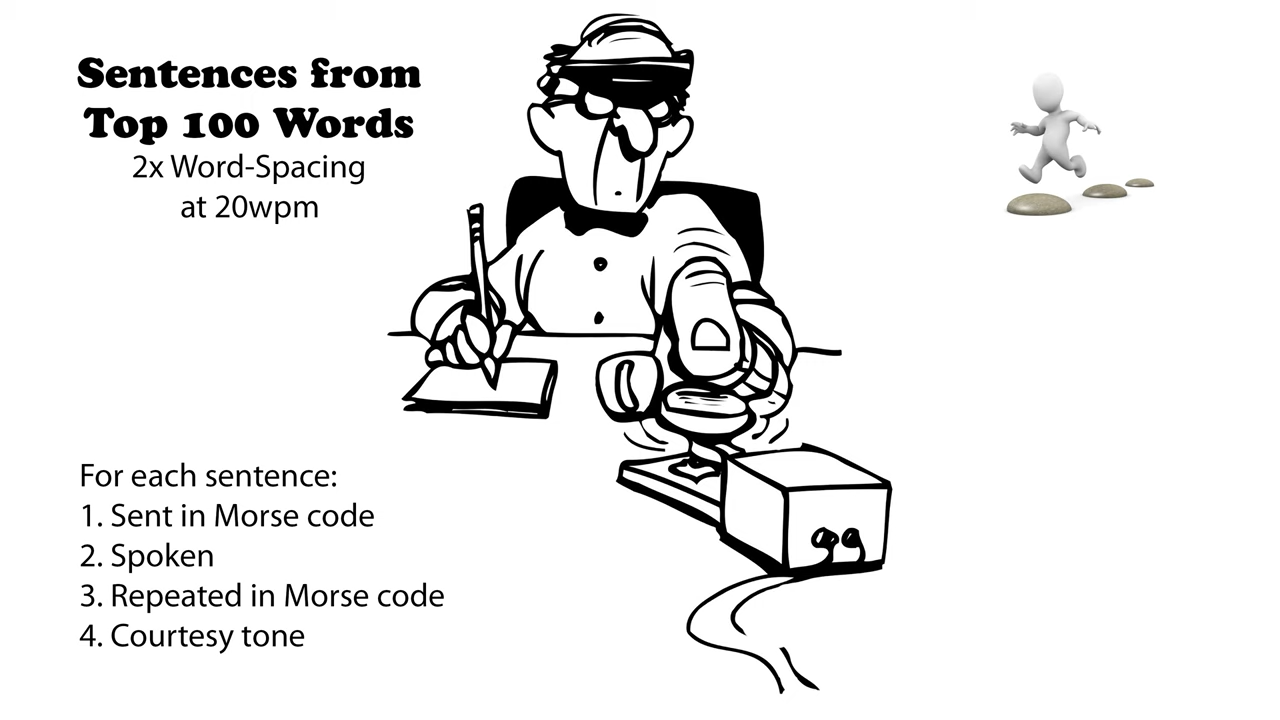 Sentences from
Top 100 Words
2x Word-Spacing
at 20wpm
For each sentence:
1. Sent in Morse code
2. Spoken
3. Repeated in Morse code
4. Courtesy tone